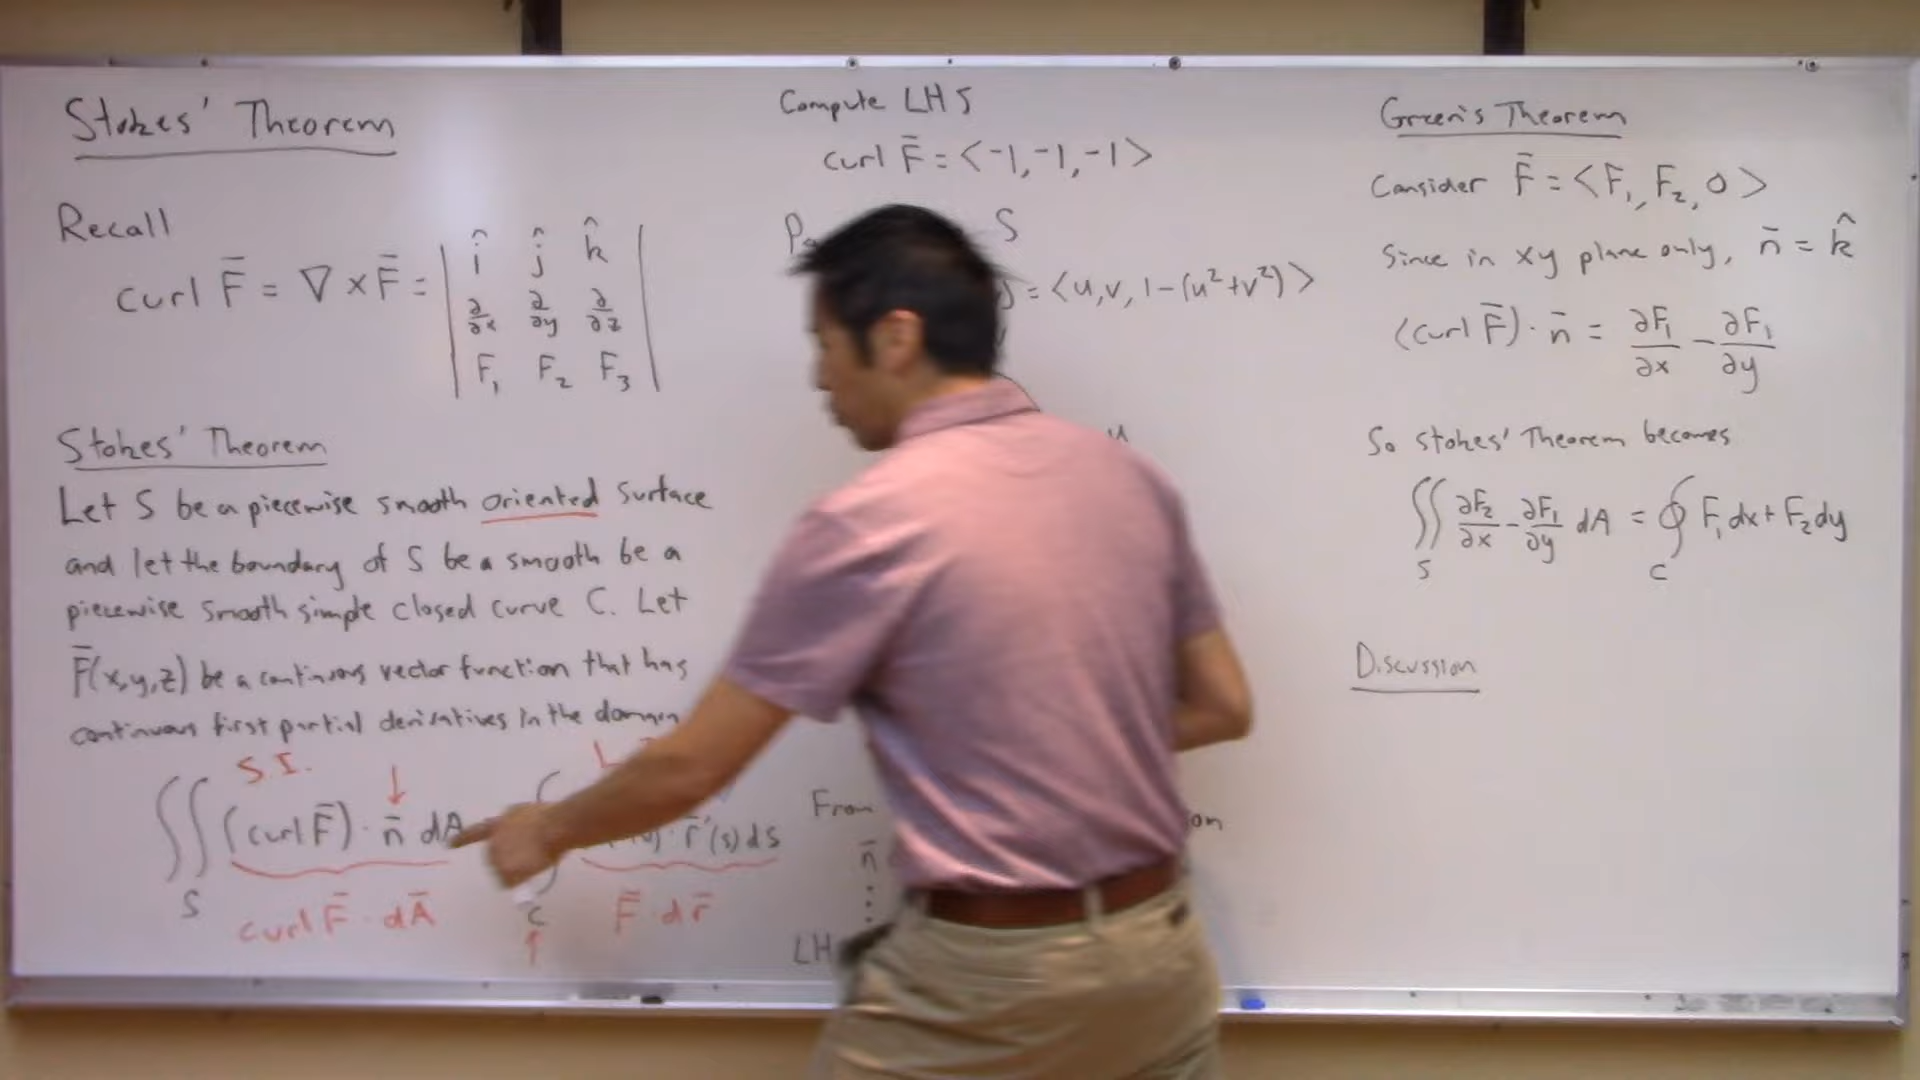 Stokes' Theorem
Recall
curl F̄ = ∇ × F̄ =
î ĵ k̂
∂/∂x ∂/∂y ∂/∂z
F₁ F₂ F₃
Stokes' Theorem
Let S be a piecewise smooth oriented surface
and let the boundary of S be a smooth be a
piecewise smooth simple closed curve C. Let
F̄(x,y,z) be a continuous vector function that has
continuous first partial derivatives in the domain
S.I.
↓
∬ (curl F̄) · n̄ dA
· r̄'(s) ds
S
C
curl F̄ · dĀ
F̄ · dr̄
↑
Compute LHS
curl F̄ = <-1, -1, -1>
S
= <u, v, 1-(u²+v²)>
From
n̄
LH
Green's Theorem
Consider F̄ = <F₁, F₂, 0>
Since in xy plane only, n̄ = k̂
(curl F̄) · n̄ = ∂F₁/∂x - ∂F₁/∂y
So Stokes' Theorem becomes
∬ ∂F₂/∂x - ∂F₁/∂y dA = ∮ F₁dx + F₂dy
S C
Discussion